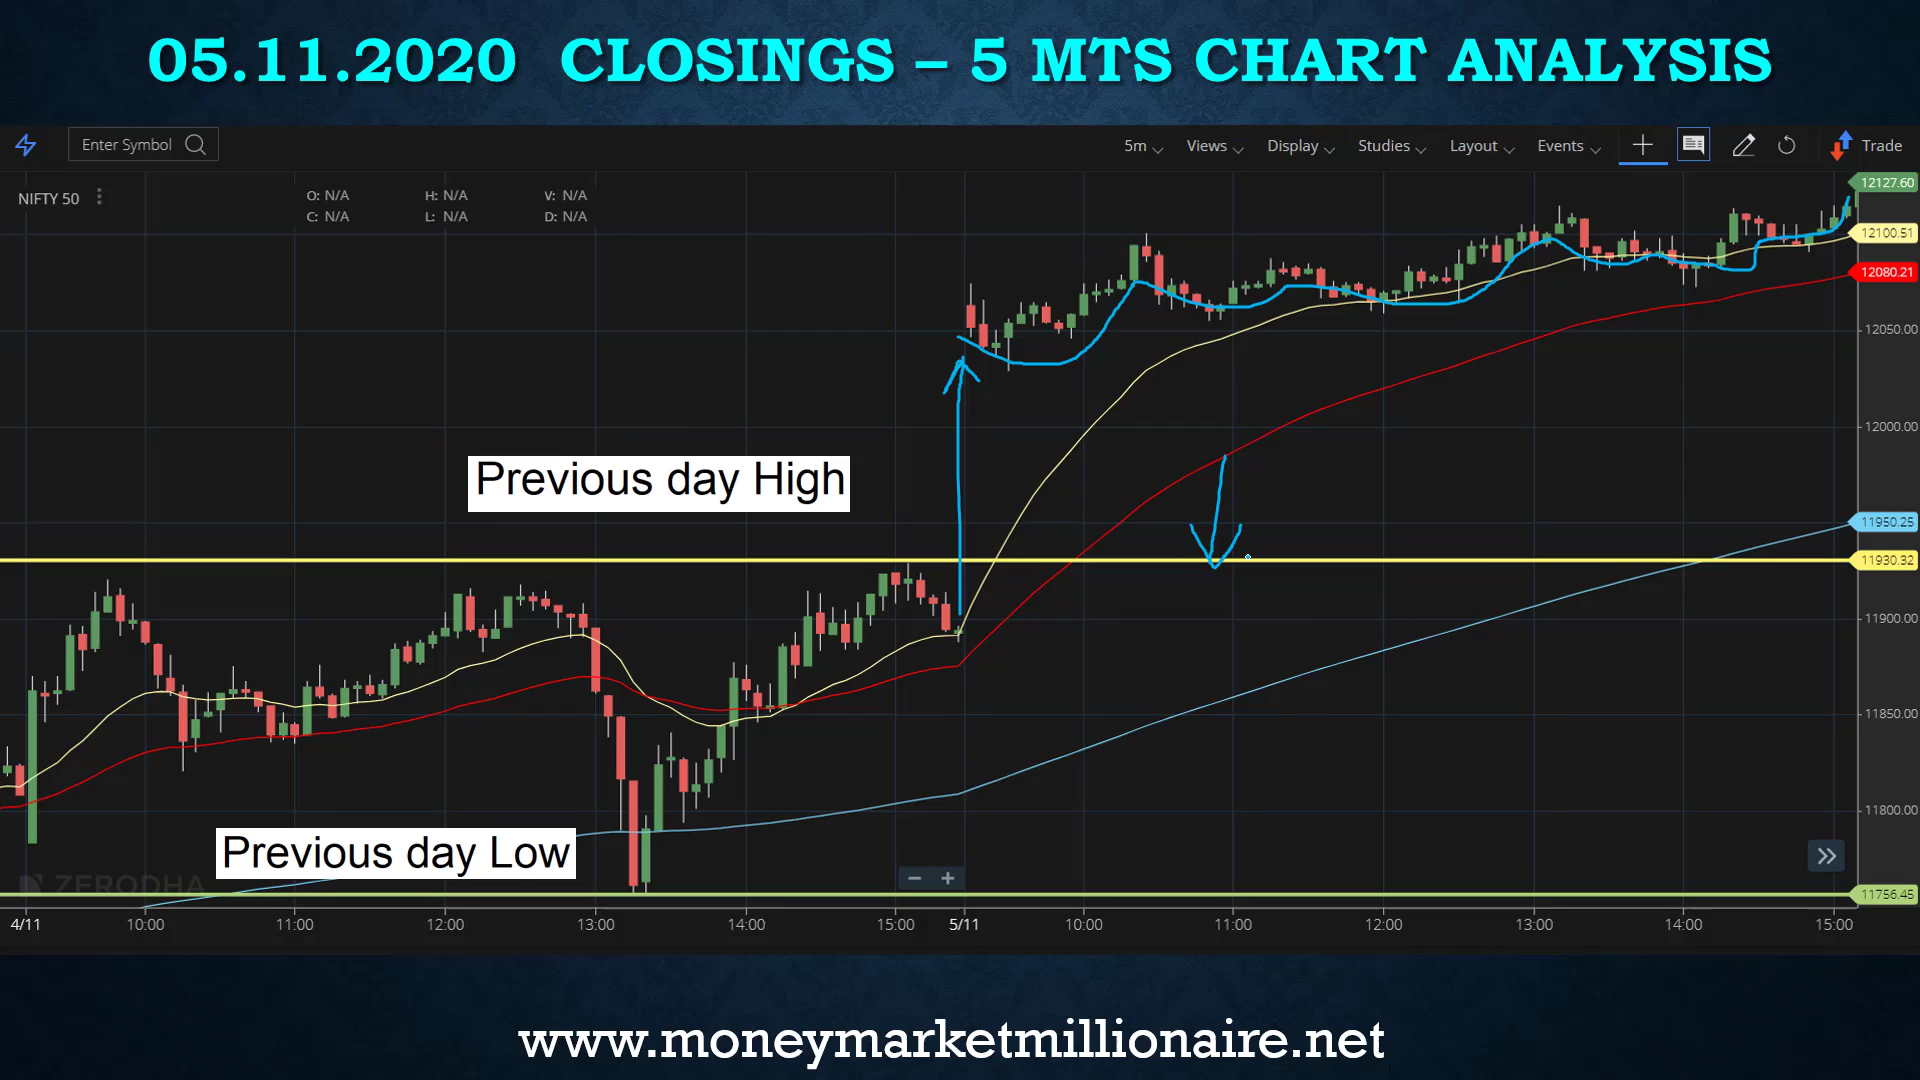 05.11.2020 CLOSINGS – 5 MTS CHART ANALYSIS
Enter Symbol
5m Views Display Studies Layout Events Trade
NIFTY 50
O: N/A H: N/A V: N/A
C: N/A L: N/A D: N/A
12127.60
12100.51
12080.21
12050.00
12000.00
Previous day High
11950.25
11930.32
11900.00
11850.00
11800.00
Previous day Low
ZERODHA
11756.45
4/11 10:00 11:00 12:00 13:00 14:00 15:00 5/11 10:00 11:00 12:00 13:00 14:00 15:00
www.moneymarketmillionaire.net